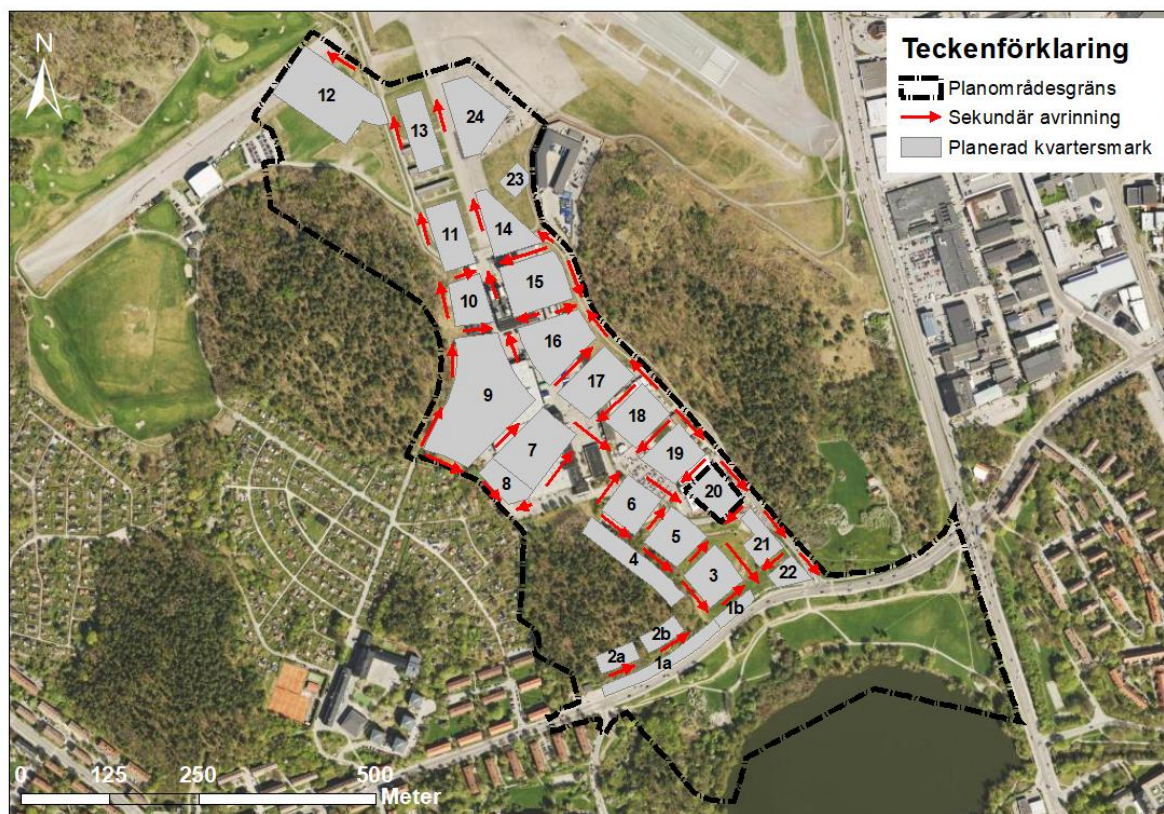 N
Teckenförklaring
Planområdesgräns
Sekundär avrinning
Planerad kvartersmark
12
13
24
23
11
14
10
15
16
9
17
18
7
19
8
20
6
5
21
4
3
22
1b
2b
2a
1a
0 125 250 500
Meter